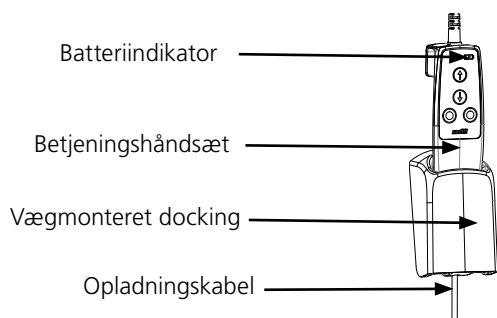 Batteriindikator
Betjeningshåndsæt
Vægmonteret docking
Opladningskabel